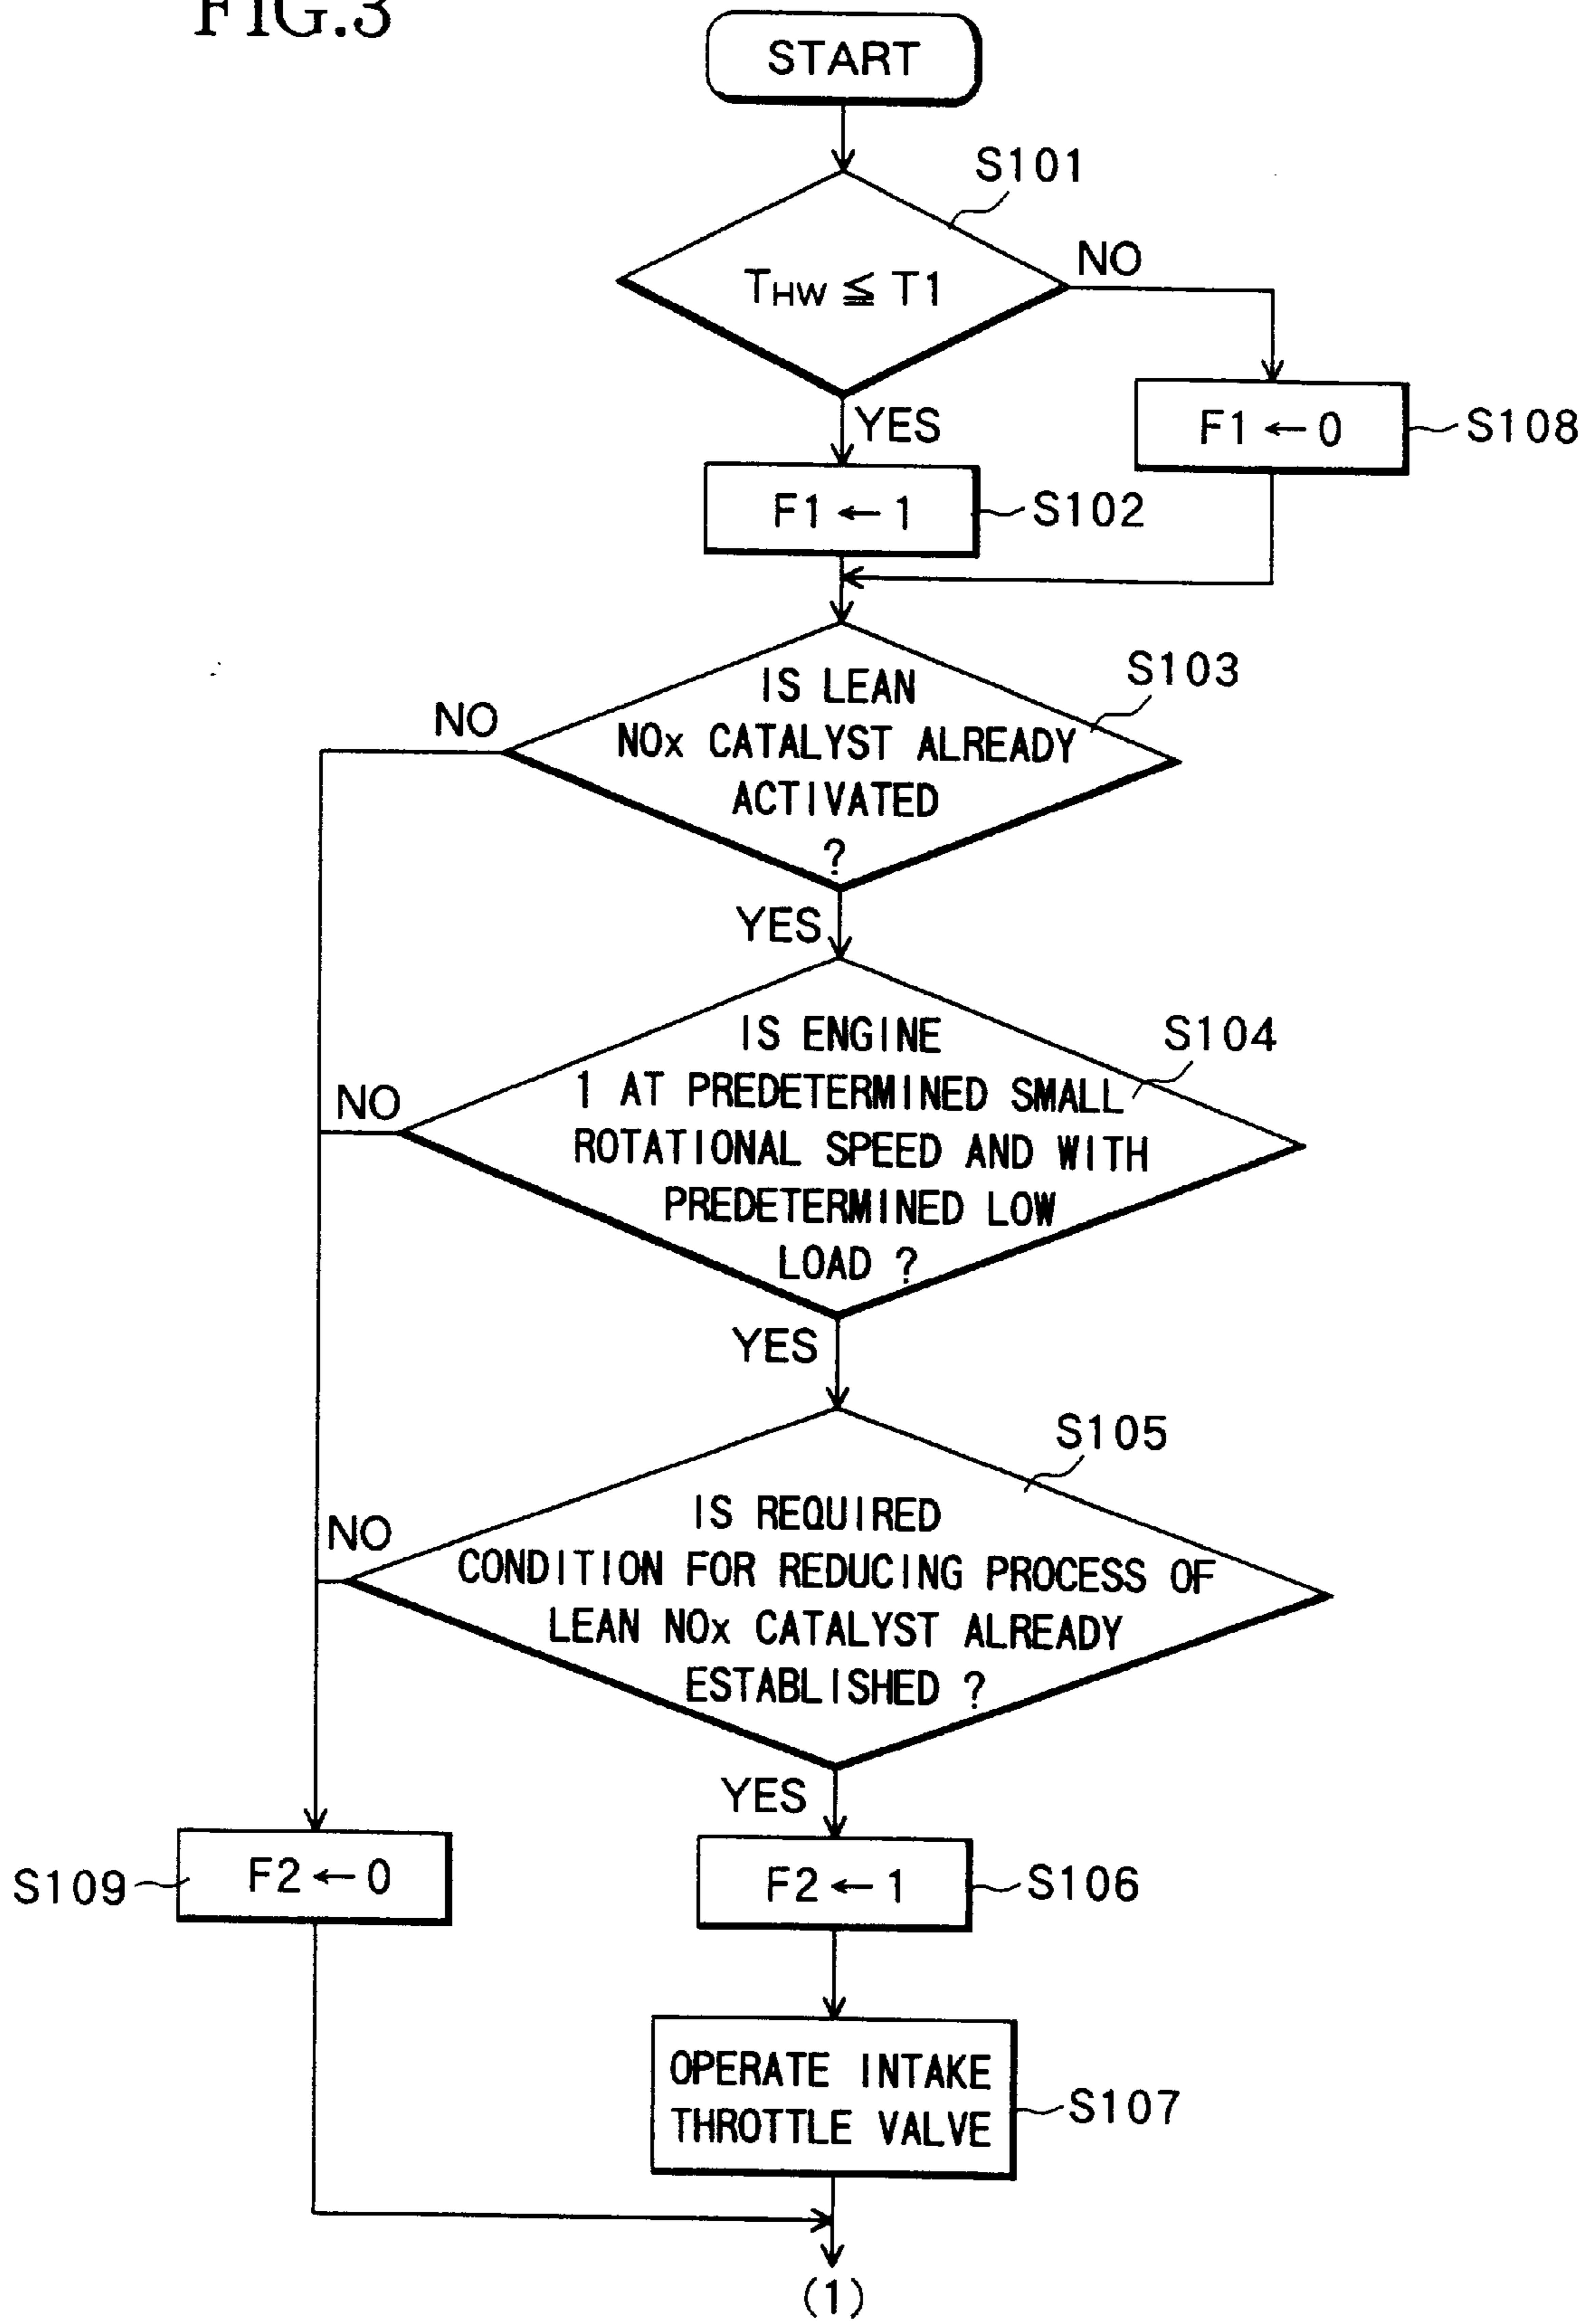 FIG.3
START
S101
THW ≦ T1
NO
YES
F1 ← 0
S108
F1 ← 1
S102
IS LEAN
NOx CATALYST ALREADY
ACTIVATED
?
S103
NO
YES
IS ENGINE
1 AT PREDETERMINED SMALL
ROTATIONAL SPEED AND WITH
PREDETERMINED LOW
LOAD ?
S104
NO
YES
S105
IS REQUIRED
CONDITION FOR REDUCING PROCESS OF
LEAN NOx CATALYST ALREADY
ESTABLISHED ?
NO
YES
S109
F2 ← 0
F2 ← 1
S106
OPERATE INTAKE
THROTTLE VALVE
S107
(1)